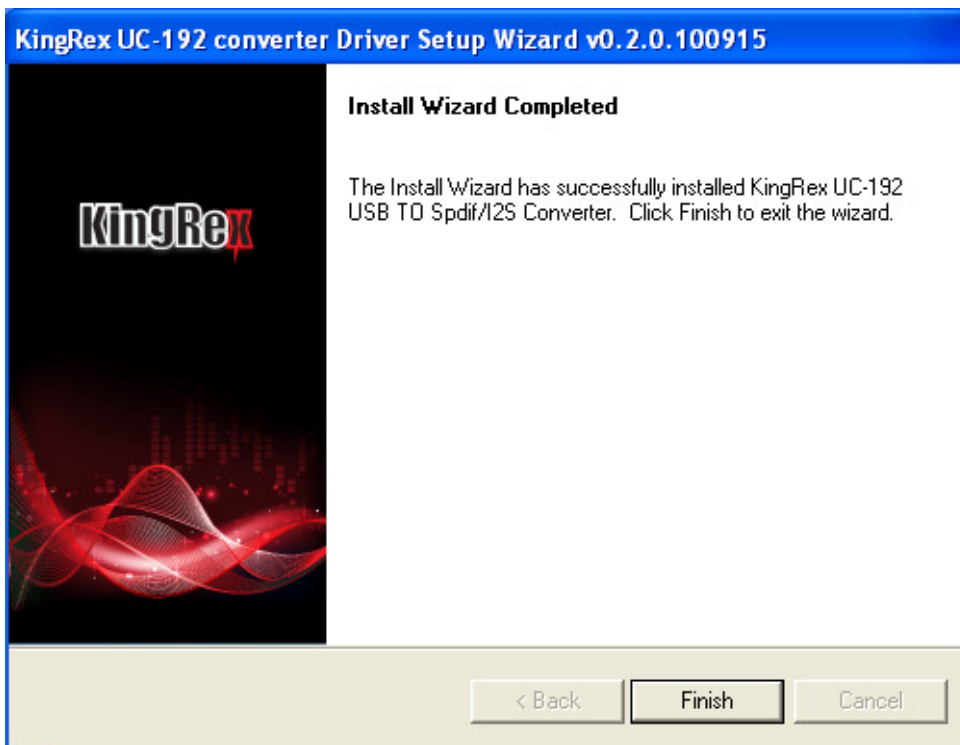 KingRex UC-192 converter Driver Setup Wizard v0.2.0.100915
Install Wizard Completed
The Install Wizard has successfully installed KingRex UC-192
USB TO Spdif/I2S Converter.  Click Finish to exit the wizard.
KingRex
< Back
Finish
Cancel